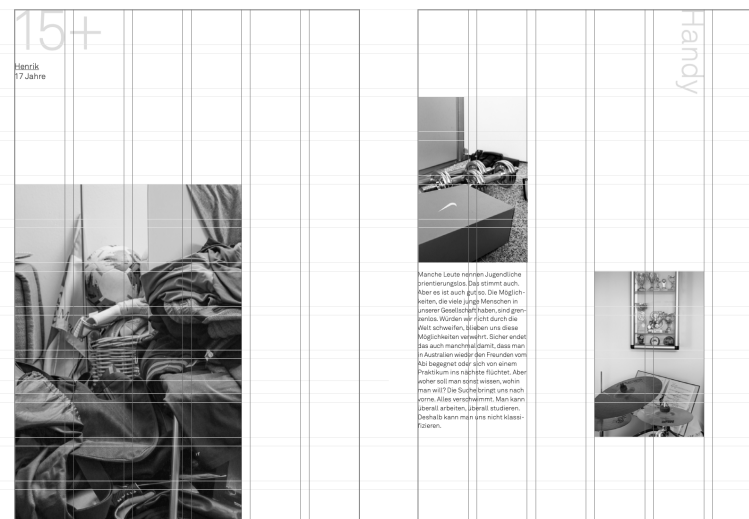 15+
Henrik
17 Jahre
Handy
Manche Leute nennen Jugendliche
orientierungslos. Das stimmt auch.
Aber es ist auch gut so. Die Möglich-
keiten, die viele junge Menschen in
unserer Gesellschaft haben, sind gren-
zenlos. Würden wir nicht durch die
Welt schweifen, blieben uns diese
Möglichkeiten verwehrt. Sicher endet
das auch manchmal damit, dass man
in Australien wieder den Freunden vom
Abi begegnet oder sich von einem
Praktikum ins nächste flüchtet. Aber
woher soll man sonst wissen, wohin
man will? Die Suche bringt uns nach
vorne. Alles verschwimmt. Man kann
überall arbeiten, überall studieren.
Deshalb kann man uns nicht klassi-
fizieren.